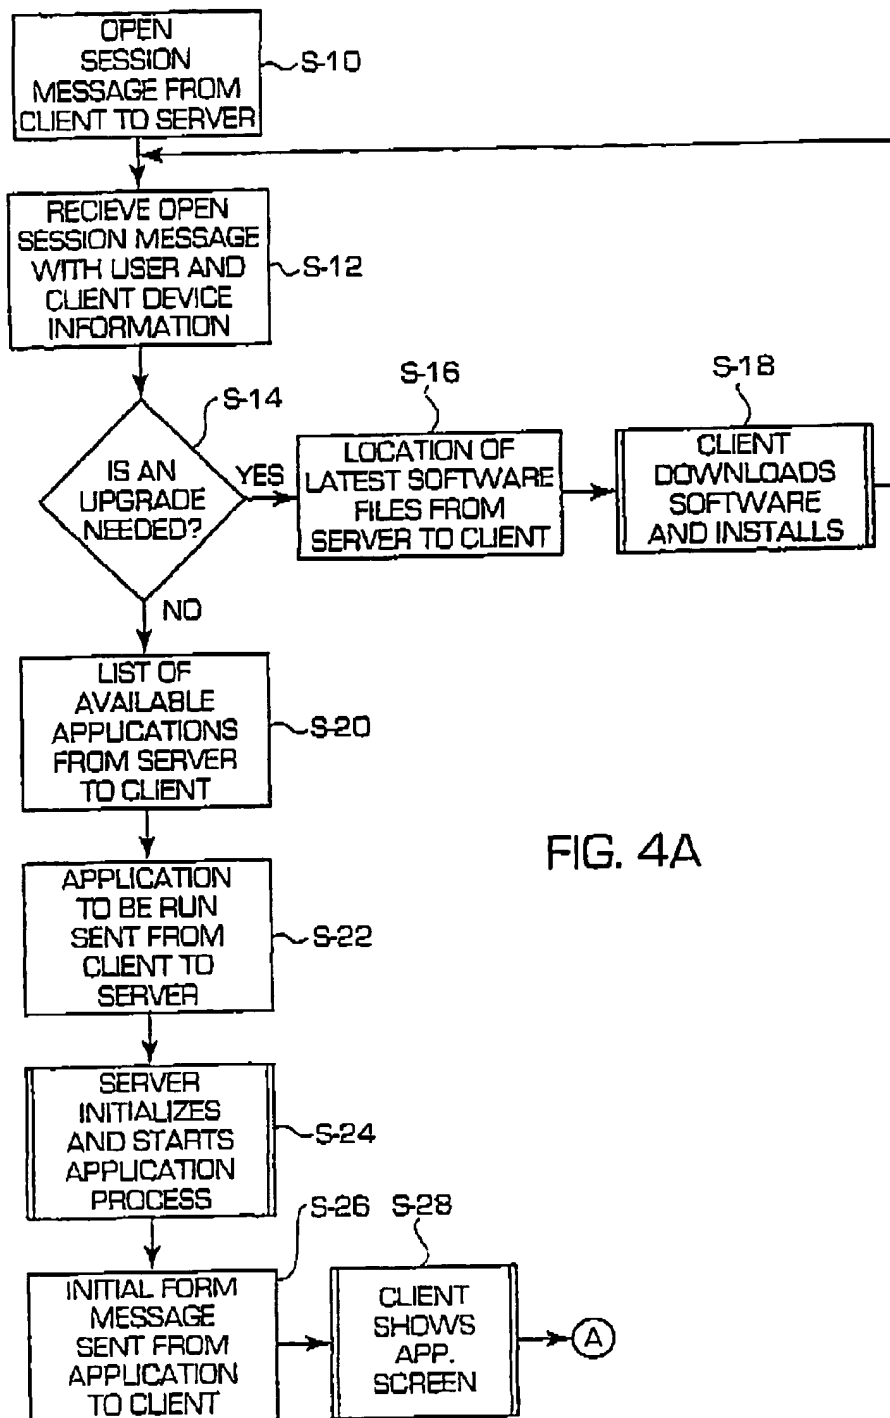 OPEN
SESSION
MESSAGE FROM
CLIENT TO SERVER
S-10
RECIEVE OPEN
SESSION MESSAGE
WITH USER AND
CLIENT DEVICE
INFORMATION
S-12
S-14
IS AN
UPGRADE
NEEDED?
YES
S-16
LOCATION OF
LATEST SOFTWARE
FILES FROM
SERVER TO CLIENT
S-18
CLIENT
DOWNLOADS
SOFTWARE
AND INSTALLS
NO
LIST OF
AVAILABLE
APPLICATIONS
FROM SERVER
TO CLIENT
S-20
FIG. 4A
APPLICATION
TO BE RUN
SENT FROM
CLIENT TO
SERVER
S-22
SERVER
INITIALIZES
AND STARTS
APPLICATION
PROCESS
S-24
S-26
INITIAL FORM
MESSAGE
SENT FROM
APPLICATION
TO CLIENT
S-28
CLIENT
SHOWS
APP.
SCREEN
A